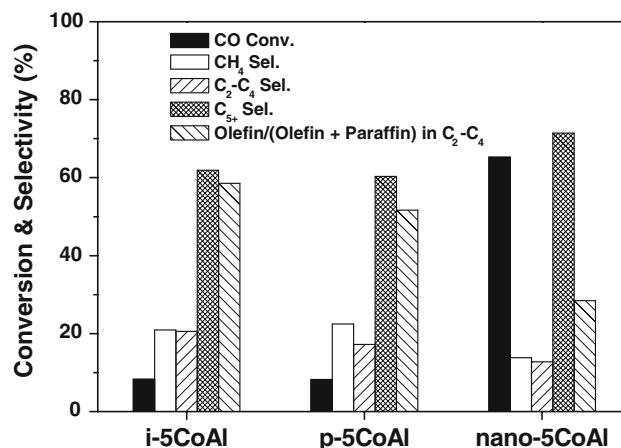 Conversion & Selectivity (%)
100
80
60
40
20
0
CO Conv.
CH₄ Sel.
C₂-C₄ Sel.
C₅₊ Sel.
Olefin/(Olefin + Paraffin) in C₂-C₄
i-5CoAl
p-5CoAl
nano-5CoAl